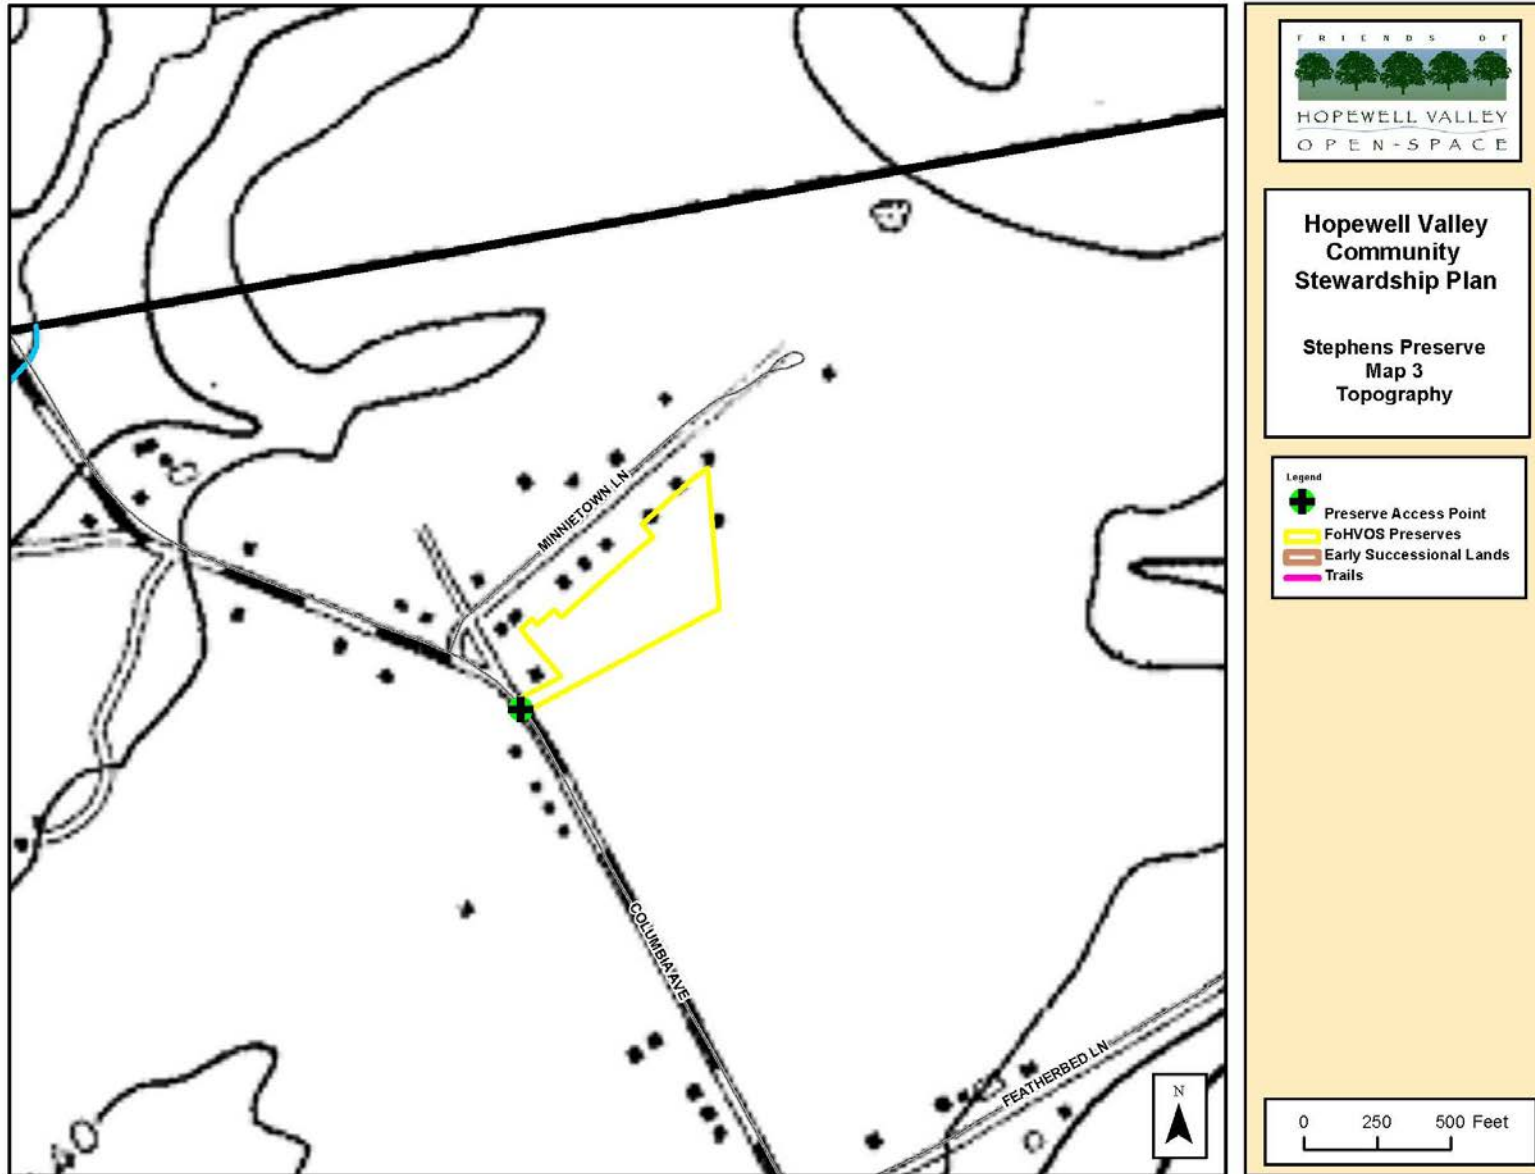 MINNIETOWN LN
COLUMBIA AVE
FEATHERBED LN
N
FRIENDS OF
HOPEWELL VALLEY
OPEN-SPACE
Hopewell Valley
Community
Stewardship Plan
Stephens Preserve
Map 3
Topography
Legend
Preserve Access Point
FoHVOS Preserves
Early Successional Lands
Trails
0 250 500 Feet